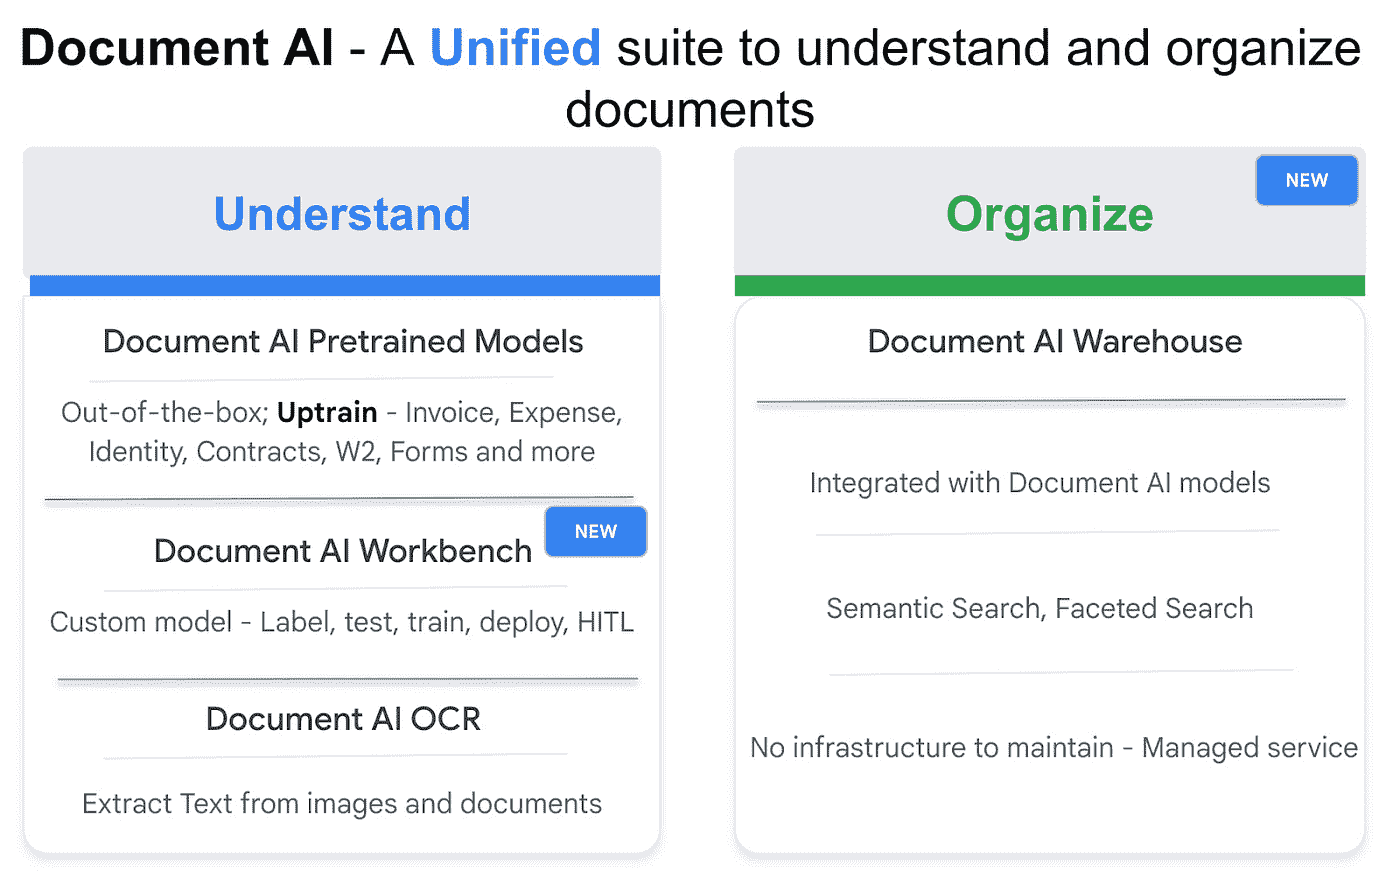 Document AI - A Unified suite to understand and organize
documents
Understand
Document AI Pretrained Models
Out-of-the-box; Uptrain - Invoice, Expense,
Identity, Contracts, W2, Forms and more
NEW
Document AI Workbench
Custom model - Label, test, train, deploy, HITL
Document AI OCR
Extract Text from images and documents
NEW
Organize
Document AI Warehouse
Integrated with Document AI models
Semantic Search, Faceted Search
No infrastructure to maintain - Managed service